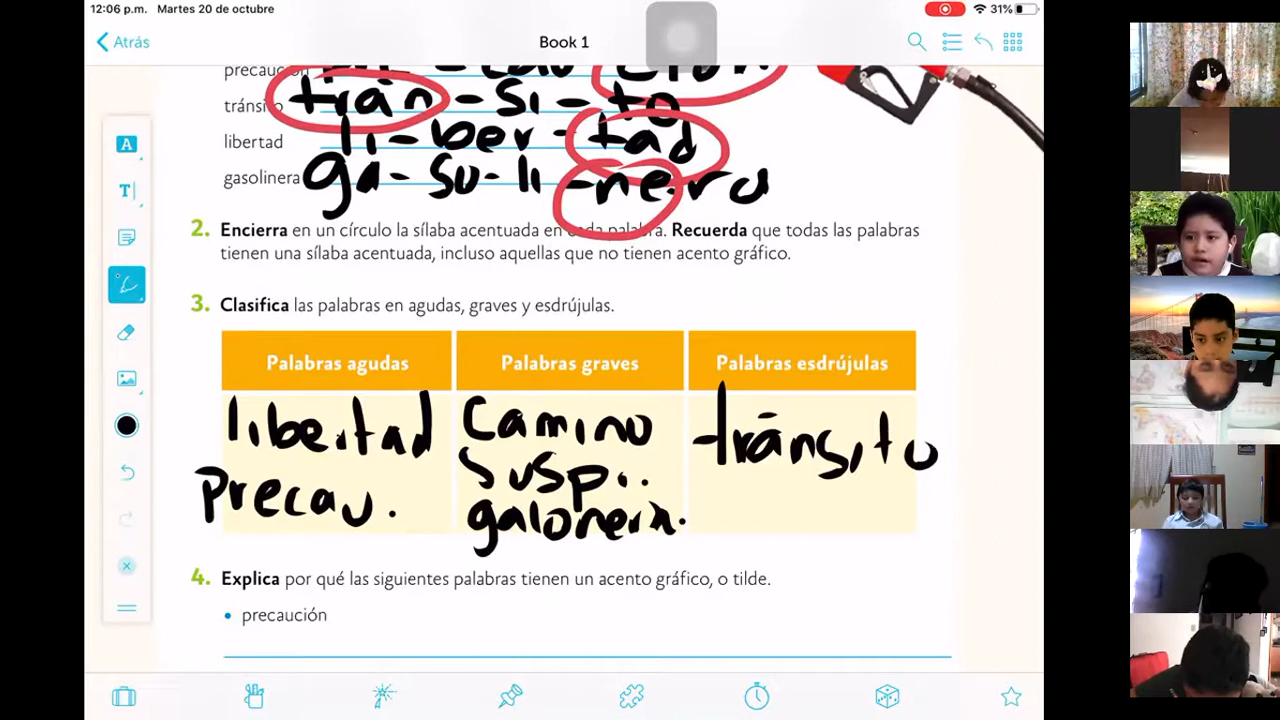 12:06 p.m. Martes 20 de octubre
31%
Atrás
Book 1
precaución
tránsito trán - si - to
libertad li - ber - tad
gasolinera ga - so - li - nera
2. Encierra en un círculo la sílaba acentuada en cada palabra. Recuerda que todas las palabras
tienen una sílaba acentuada, incluso aquellas que no tienen acento gráfico.
3. Clasifica las palabras en agudas, graves y esdrújulas.
Palabras agudas Palabras graves Palabras esdrújulas
libertad camino tránsito
precau. suspi..
galonera.
4. Explica por qué las siguientes palabras tienen un acento gráfico, o tilde.
• precaución